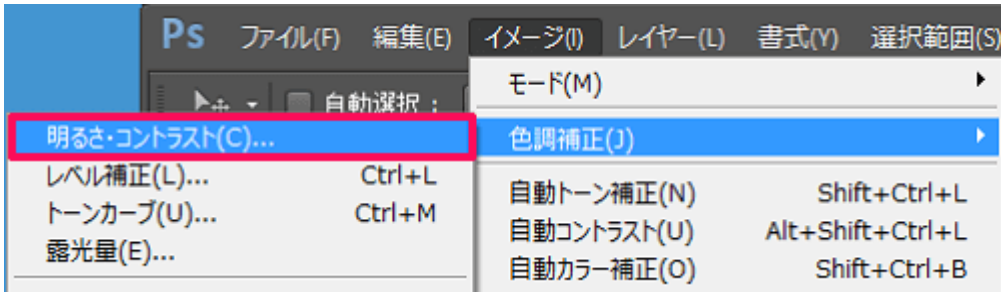 Ps ファイル(F) 編集(E) イメージ(I) レイヤー(L) 書式(Y) 選択範囲(S)
自動選択 :
モード(M)
色調補正(J)
自動トーン補正(N) Shift+Ctrl+L
自動コントラスト(U) Alt+Shift+Ctrl+L
自動カラー補正(O) Shift+Ctrl+B
明るさ・コントラスト(C)...
レベル補正(L)... Ctrl+L
トーンカーブ(U)... Ctrl+M
露光量(E)...